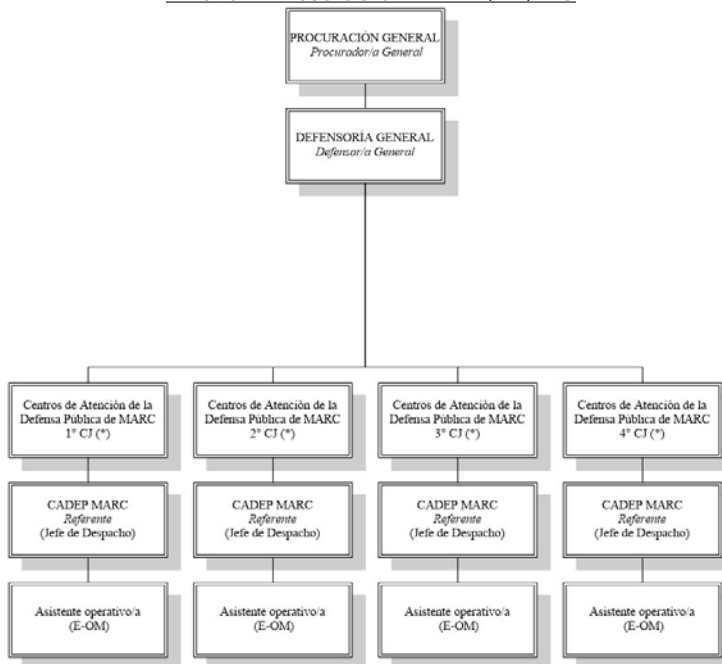 PROCURACIÓN GENERAL
Procurador/a General
DEFENSORÍA GENERAL
Defensor/a General
Centros de Atención de la
Defensa Pública de MARC
1° CJ (*)
Centros de Atención de la
Defensa Pública de MARC
2° CJ (*)
Centros de Atención de la
Defensa Pública de MARC
3° CJ (*)
Centros de Atención de la
Defensa Pública de MARC
4° CJ (*)
CADEP MARC
Referente
(Jefe de Despacho)
CADEP MARC
Referente
(Jefe de Despacho)
CADEP MARC
Referente
(Jefe de Despacho)
CADEP MARC
Referente
(Jefe de Despacho)
Asistente operativo/a
(E-OM)
Asistente operativo/a
(E-OM)
Asistente operativo/a
(E-OM)
Asistente operativo/a
(E-OM)